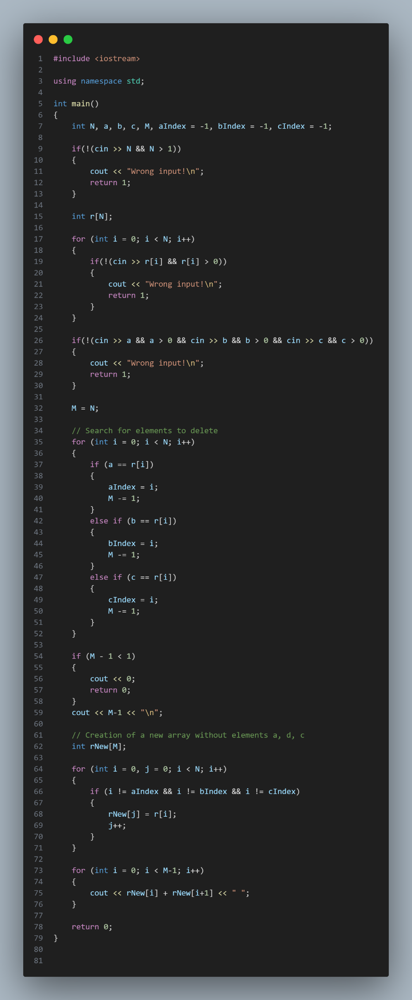 1 #include <iostream>
2
3 using namespace std;
4
5 int main()
6 {
7     int N, a, b, c, M, aIndex = -1, bIndex = -1, cIndex = -1;
8
9     if(!(cin >> N && N > 1))
10     {
11         cout << "Wrong input!\n";
12         return 1;
13     }
14
15     int r[N];
16
17     for (int i = 0; i < N; i++)
18     {
19         if(!(cin >> r[i] && r[i] > 0))
20         {
21             cout << "Wrong input!\n";
22             return 1;
23         }
24     }
25
26     if(!(cin >> a && a > 0 && cin >> b && b > 0 && cin >> c && c > 0))
27     {
28         cout << "Wrong input!\n";
29         return 1;
30     }
31
32     M = N;
33
34     // Search for elements to delete
35     for (int i = 0; i < N; i++)
36     {
37         if (a == r[i])
38         {
39             aIndex = i;
40             M -= 1;
41         }
42         else if (b == r[i])
43         {
44             bIndex = i;
45             M -= 1;
46         }
47         else if (c == r[i])
48         {
49             cIndex = i;
50             M -= 1;
51         }
52     }
53
54     if (M - 1 < 1)
55     {
56         cout << 0;
57         return 0;
58     }
59     cout << M-1 << "\n";
60
61     // Creation of a new array without elements a, d, c
62     int rNew[M];
63
64     for (int i = 0, j = 0; i < N; i++)
65     {
66         if (i != aIndex && i != bIndex && i != cIndex)
67         {
68             rNew[j] = r[i];
69             j++;
70         }
71     }
72
73     for (int i = 0; i < M-1; i++)
74     {
75         cout << rNew[i] + rNew[i+1] << " ";
76     }
77
78     return 0;
79 }
80
81